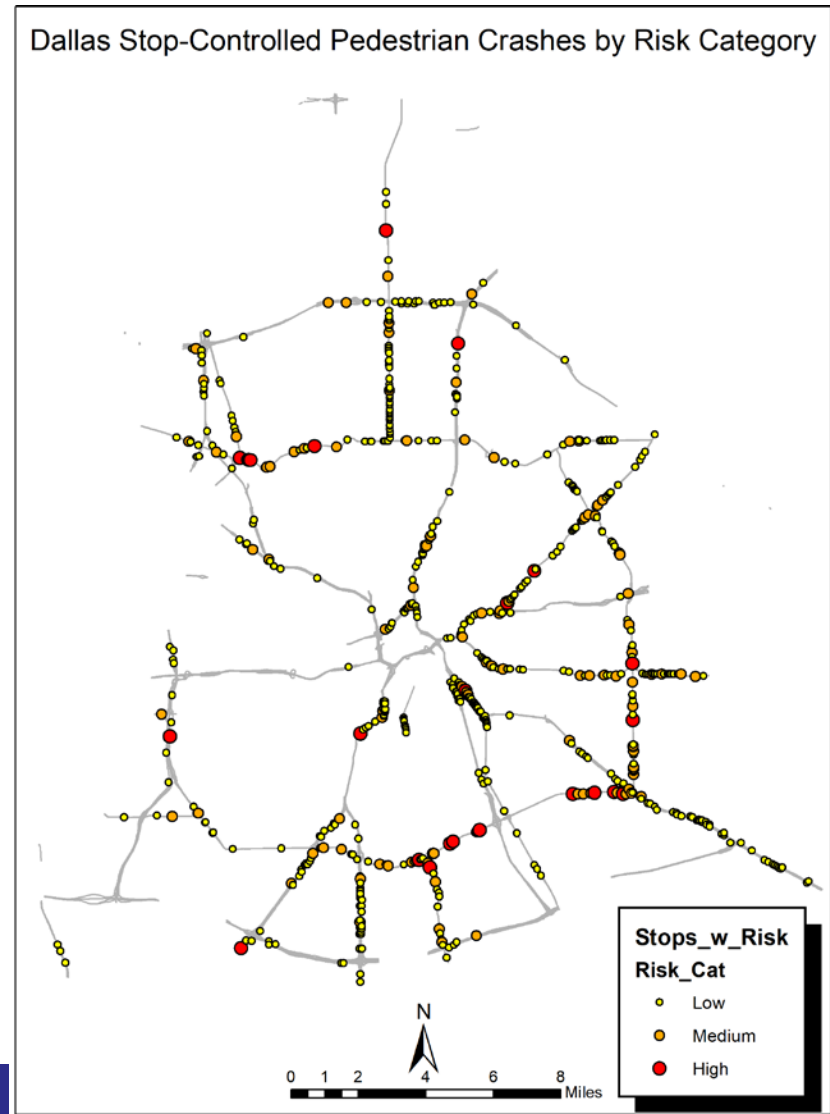 Dallas Stop-Controlled Pedestrian Crashes by Risk Category
Stops_w_Risk
Risk_Cat
Low
Medium
High
N
0 1 2 4 6 8
Miles